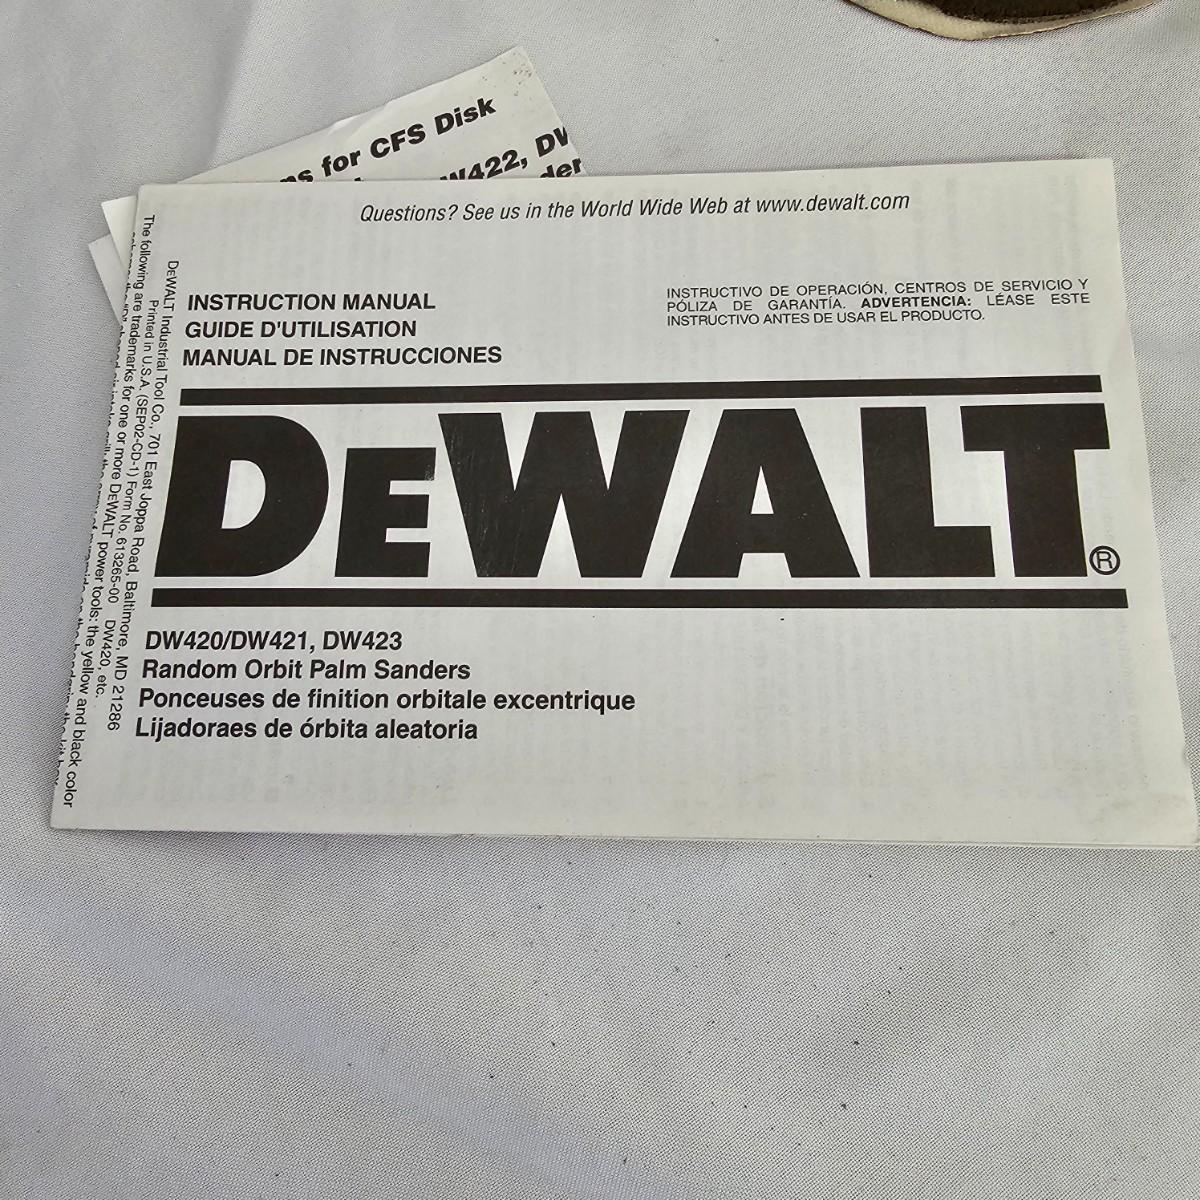 ns for CFS Disk
W422, DW
der
Questions? See us in the World Wide Web at www.dewalt.com
INSTRUCTION MANUAL
GUIDE D'UTILISATION
MANUAL DE INSTRUCCIONES
INSTRUCTIVO DE OPERACIÓN, CENTROS DE SERVICIO Y
PÓLIZA DE GARANTÍA. ADVERTENCIA: LÉASE ESTE
INSTRUCTIVO ANTES DE USAR EL PRODUCTO.
DEWALT®
DW420/DW421, DW423
Random Orbit Palm Sanders
Ponceuses de finition orbitale excentrique
Lijadoraes de órbita aleatoria
DEWALT Industrial Tool Co., 701 East Joppa Road, Baltimore, MD 21286
Printed in U.S.A. (SEP02-CD-1) Form No. 613265-00 DW420, etc.
The following are trademarks for one or more DEWALT power tools: the yellow and black color